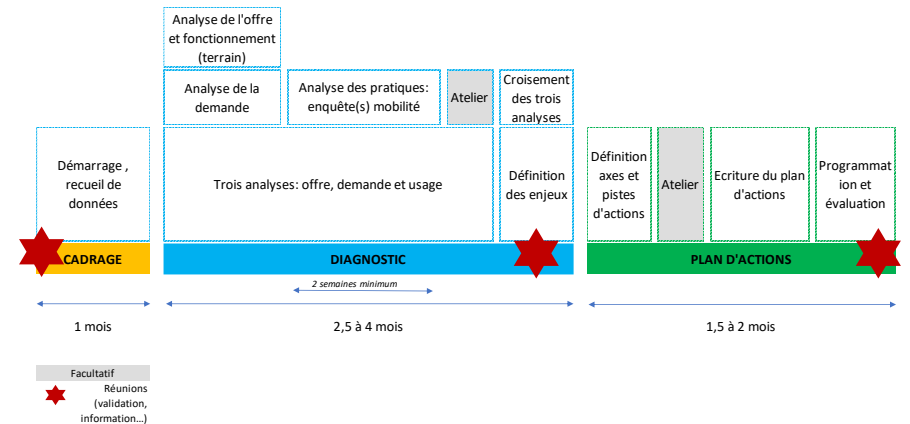 Analyse de l'offre
et fonctionnement
(terrain)
Analyse de la
demande
Analyse des pratiques:
enquête(s) mobilité
Atelier
Croisement
des trois
analyses
Démarrage ,
recueil de
données
Trois analyses: offre, demande et usage
Définition
des enjeux
Définition
axes et
pistes
d'actions
Atelier
Ecriture du plan
d'actions
Programmat
ion et
évaluation
CADRAGE
DIAGNOSTIC
PLAN D'ACTIONS
2 semaines minimum
1 mois
2,5 à 4 mois
1,5 à 2 mois
Facultatif
Réunions
(validation,
information…)